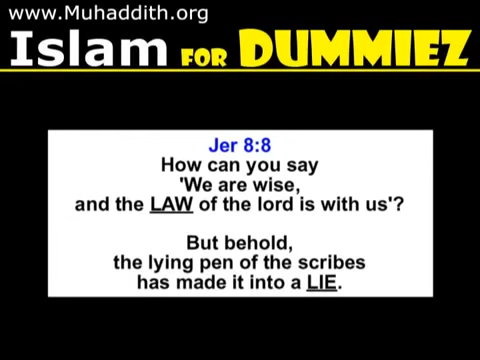 www.Muhaddith.org
Islam FOR DUMMIEZ
Jer 8:8
How can you say
'We are wise,
and the LAW of the lord is with us'?
But behold,
the lying pen of the scribes
has made it into a LIE.